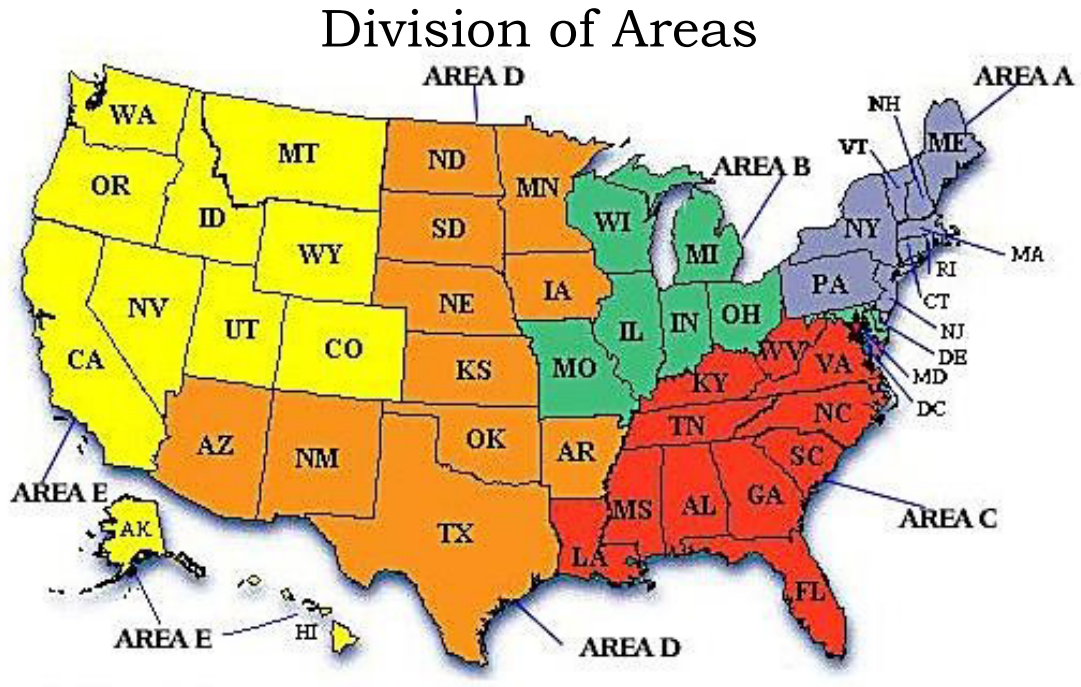 Division of Areas
AREA D
AREA A
NH
WA
ME
VT
MT
ND
MN
AREA B
OR
ID
SD
WI
NY
WY
MI
MA
RI
PA
NE
IA
CT
NV
UT
IL
IN
OH
NJ
CO
DE
CA
KS
MO
WV
VA
MD
KY
DC
NC
TN
AZ
NM
OK
AR
SC
AREA E
GA
MS
AL
AREA C
AK
TX
LA
FL
AREA E
HI
AREA D